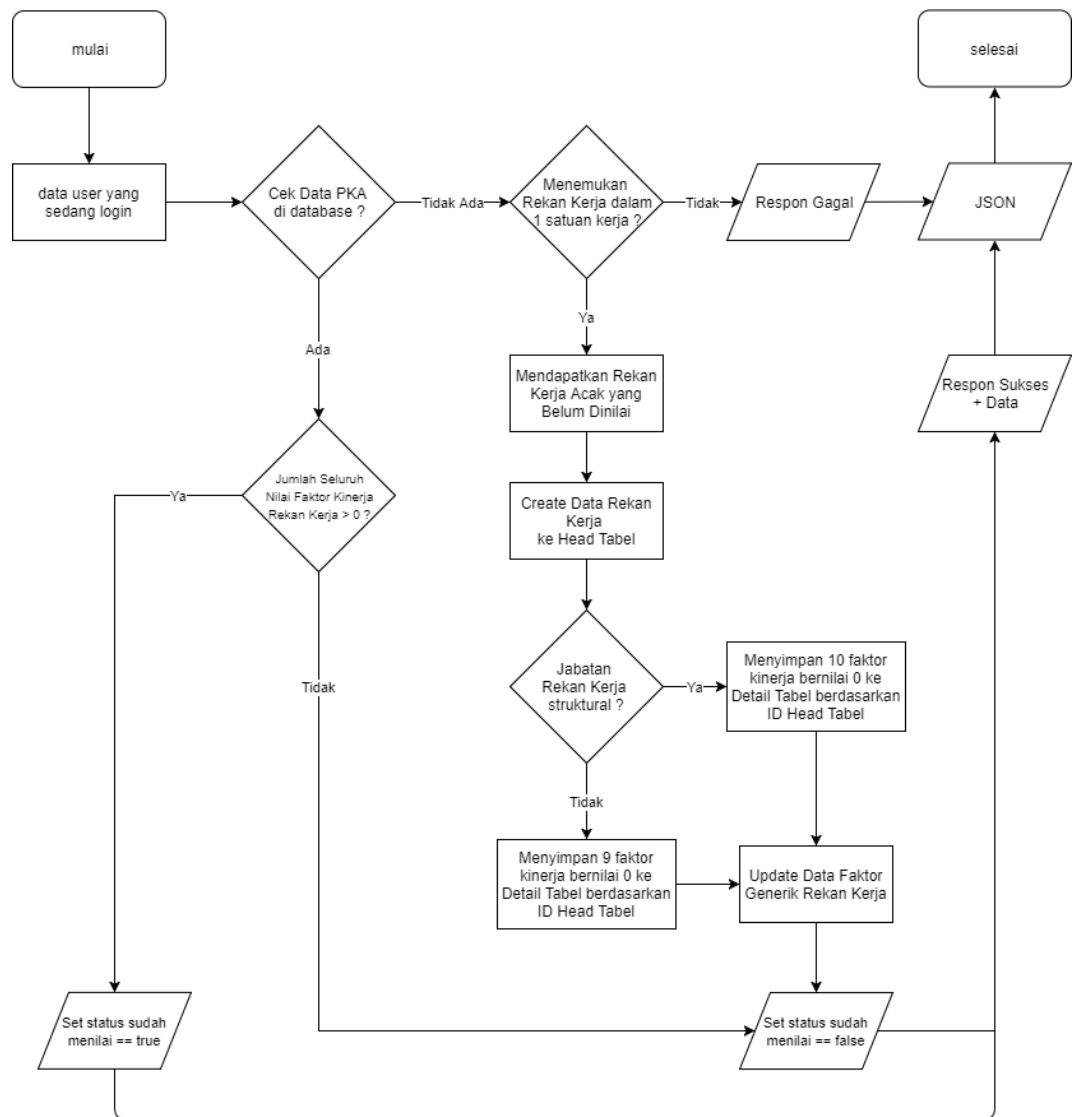 mulai
selesai
data user yang
sedang login
Cek Data PKA
di database ?
Tidak Ada
Menemukan
Rekan Kerja dalam
1 satuan kerja ?
Tidak
Respon Gagal
JSON
Ada
Ya
Mendapatkan Rekan
Kerja Acak yang
Belum Dinilai
Respon Sukses
+ Data
Jumlah Seluruh
Nilai Faktor Kinerja
Rekan Kerja > 0 ?
Ya
Create Data Rekan
Kerja
ke Head Tabel
Tidak
Jabatan
Rekan Kerja
struktural ?
Ya
Menyimpan 10 faktor
kinerja bernilai 0 ke
Detail Tabel berdasarkan
ID Head Tabel
Tidak
Menyimpan 9 faktor
kinerja bernilai 0 ke
Detail Tabel berdasarkan
ID Head Tabel
Update Data Faktor
Generik Rekan Kerja
Set status sudah
menilai == true
Set status sudah
menilai == false